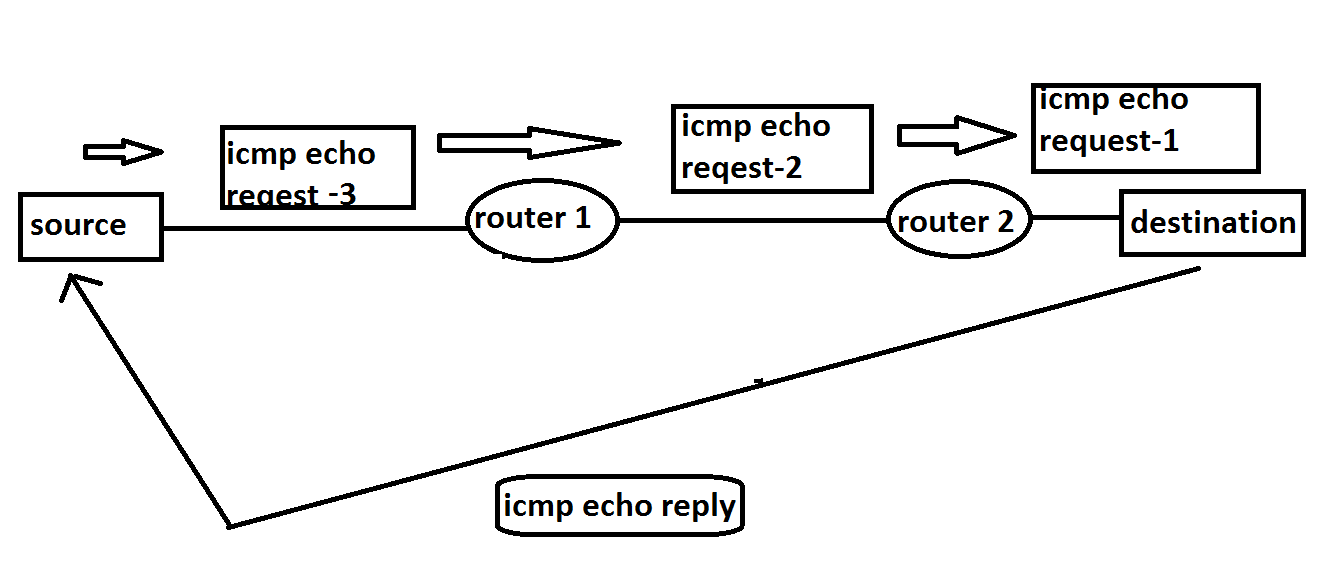 icmp echo
request-1
icmp echo
reqest-2
icmp echo
reqest -3
source
router 1
router 2
destination
icmp echo reply